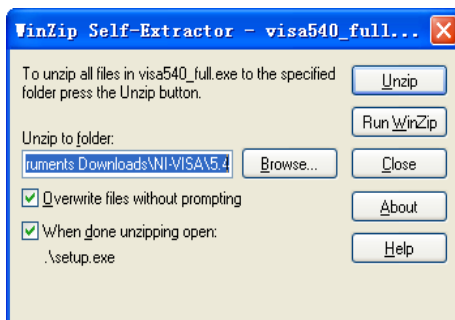 WinZip Self-Extractor - visa540_full...
To unzip all files in visa540_full.exe to the specified
folder press the Unzip button.
Unzip
Run WinZip
Unzip to folder:
ruments Downloads\NI-VISA\5.4
Browse...
Close
Overwrite files without prompting
About
When done unzipping open:
.\setup.exe
Help